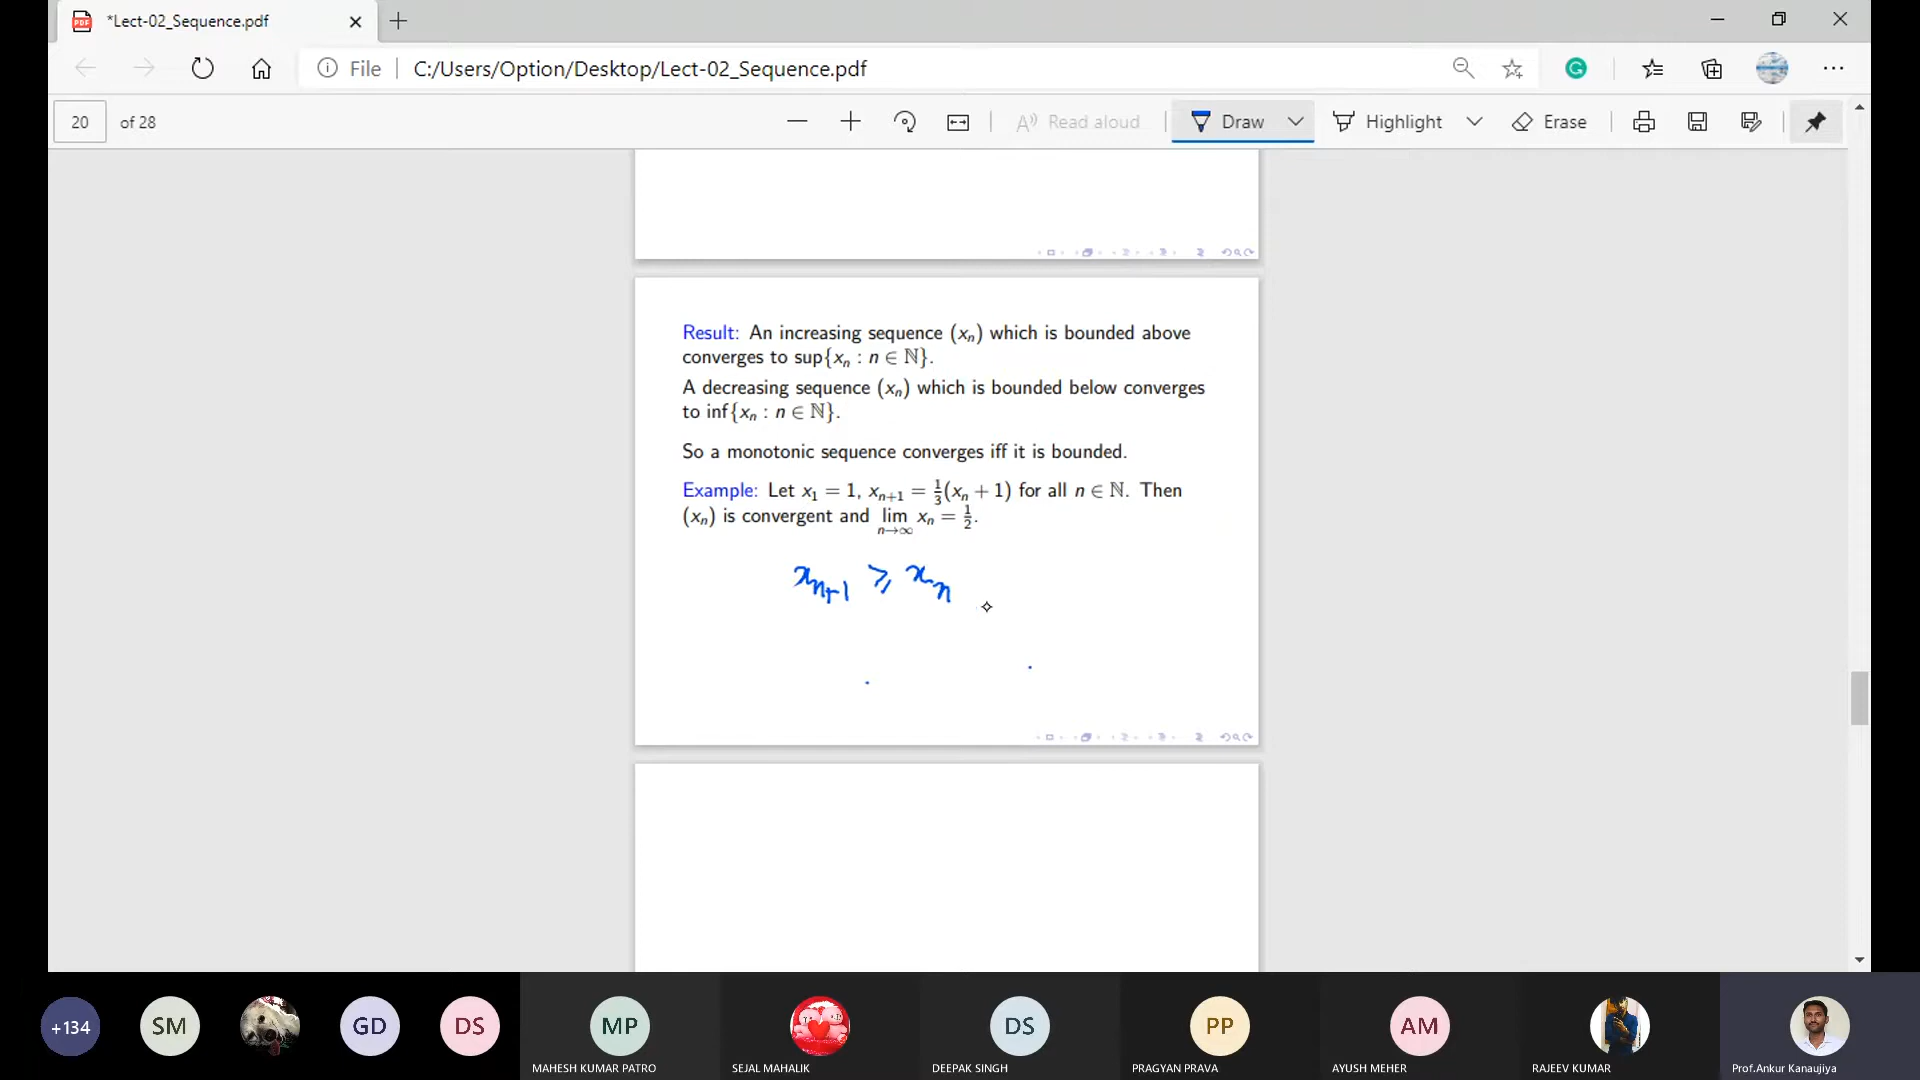 *Lect-02_Sequence.pdf
File | C:/Users/Option/Desktop/Lect-02_Sequence.pdf
20 of 28
Read aloud Draw Highlight Erase
Result: An increasing sequence (xₙ) which is bounded above
converges to sup{xₙ : n ∈ ℕ}.
A decreasing sequence (xₙ) which is bounded below converges
to inf{xₙ : n ∈ ℕ}.
So a monotonic sequence converges iff it is bounded.
Example: Let x₁ = 1, xₙ₊₁ = 1/3(xₙ + 1) for all n ∈ ℕ. Then
(xₙ) is convergent and lim n→∞ xₙ = 1/2.
xₙ₊₁ ⩾ xₙ
+134 SM GD DS MP DS PP AM
MAHESH KUMAR PATRO SEJAL MAHALIK DEEPAK SINGH PRAGYAN PRAVA AYUSH MEHER RAJEEV KUMAR Prof.Ankur Kanaujiya